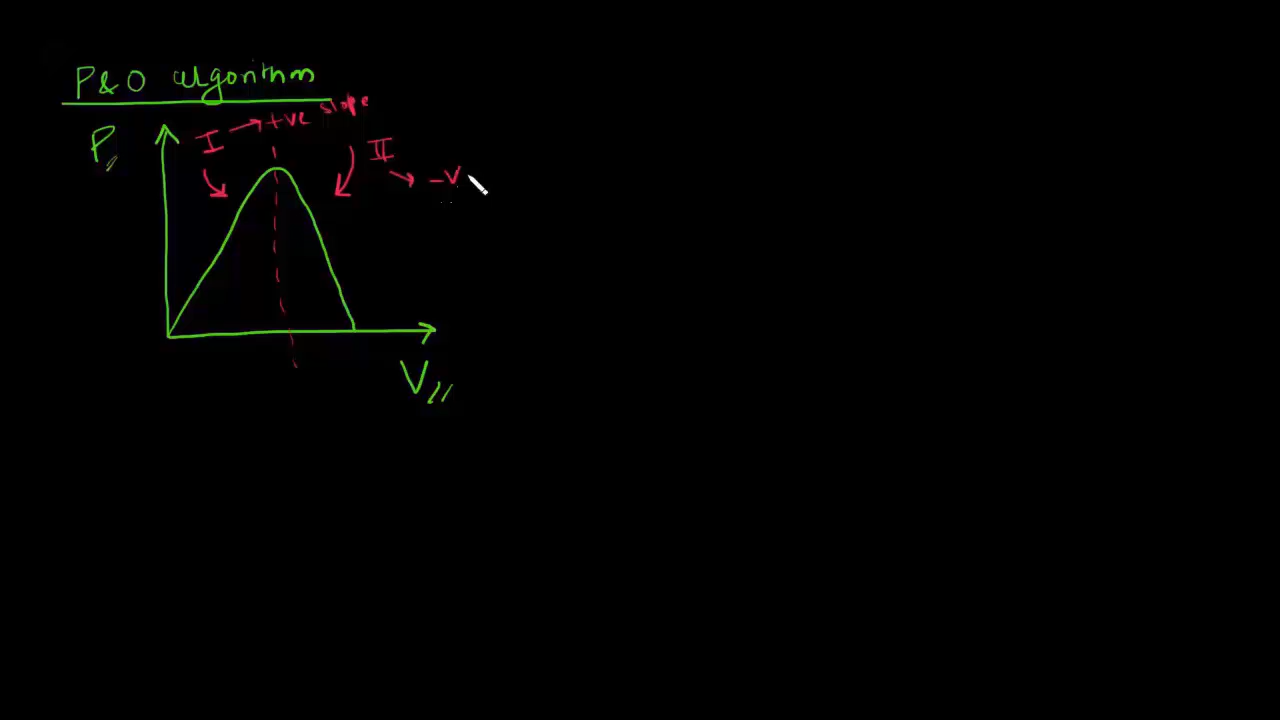 P&O algorithm
P
I → +ve slope
II
→ -v
V